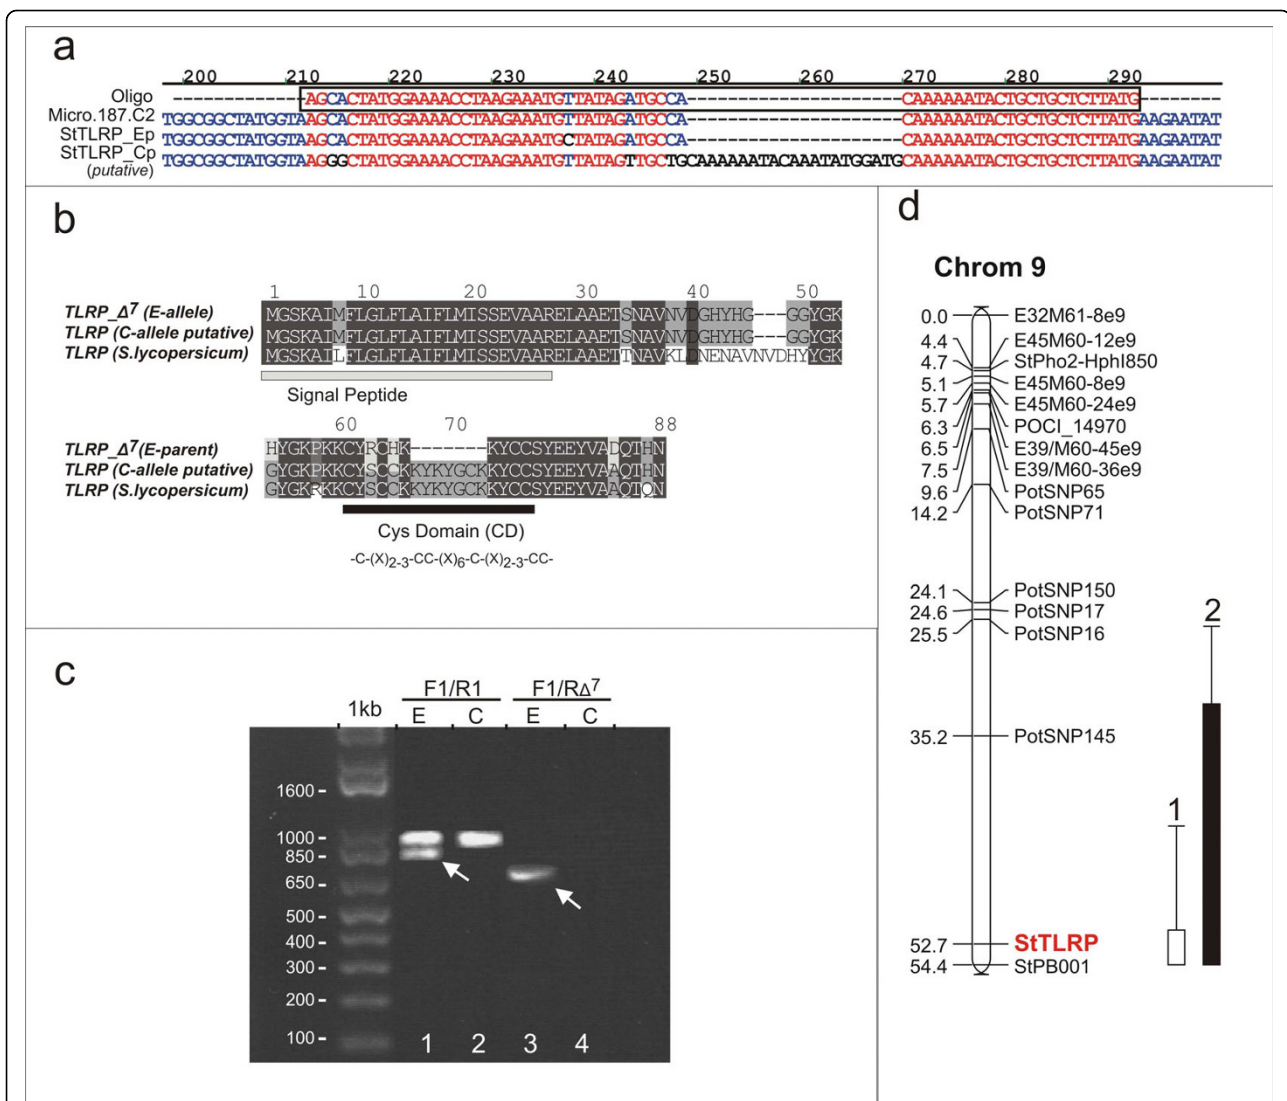 a
200 210 220 230 240 250 260 270 280 290
Oligo --------------AGCACTATGGAAAACCTAAGAAATGTTATAGATGCCA---------------------CAAAAAATACTGCTGCTCTTATG--------
Micro.187.C2 TGGCGGCTATGGTAAGCACTATGGAAAACCTAAGAAATGTTATAGATGCCA---------------------CAAAAAATACTGCTGCTCTTATGAAGAATAT
StTLRP_Ep TGGCGGCTATGGTAAGCACTATGGAAAACCTAAGAAATGCTATAGATGCCA---------------------CAAAAAATACTGCTGCTCTTATGAAGAATAT
StTLRP_Cp TGGCGGCTATGGTAAGGGCTATGGAAAACCTAAGAAATGTTATAGTTGCTGCAAAAAATACAAATATGGATGCAAAAAATACTGCTGCTCTTATGAAGAATAT
(putative)
b
1 10 20 30 40 50
TLRP_Δ7 (E-allele) MGSKAIMFLGLFLAIFLMISSEVAARELAAETSNAVNVDGHYHG---GGYGK
TLRP (C-allele putative) MGSKAIMFLGLFLAIFLMISSEVAARELAAETSNAVNVDGHYHG---GGYGK
TLRP (S.lycopersicum) MGSKAILFLGLFLAIFLMISSEVAARELAAETTNAVKLDNENAVNVDHYYGK
Signal Peptide
60 70 88
TLRP_Δ7(E-parent) HYGKPKKCYRCHK-------KYCCSYEEYVADQTHN
TLRP (C-allele putative) GYGKPKKCYSCCKKYKYGCKKYCCSYEEYVAAQTHN
TLRP (S.lycopersicum) GYGKRKKCYSCCKKYKYGCKKYCCSYEEYVAAQTQN
Cys Domain (CD)
-C-(X)2-3-CC-(X)6-C-(X)2-3-CC-
c
F1/R1 F1/RΔ7
1kb E C E C
1600
1000
850
650
500
400
300
200
100
1 2 3 4
d
Chrom 9
0.0 E32M61-8e9
4.4 E45M60-12e9
4.7 StPho2-HphI850
5.1 E45M60-8e9
5.7 E45M60-24e9
6.3 POCI_14970
6.5 E39/M60-45e9
7.5 E39/M60-36e9
9.6 PotSNP65
14.2 PotSNP71
24.1 PotSNP150
24.6 PotSNP17
25.5 PotSNP16
35.2 PotSNP145
52.7 StTLRP
54.4 StPB001
1
2